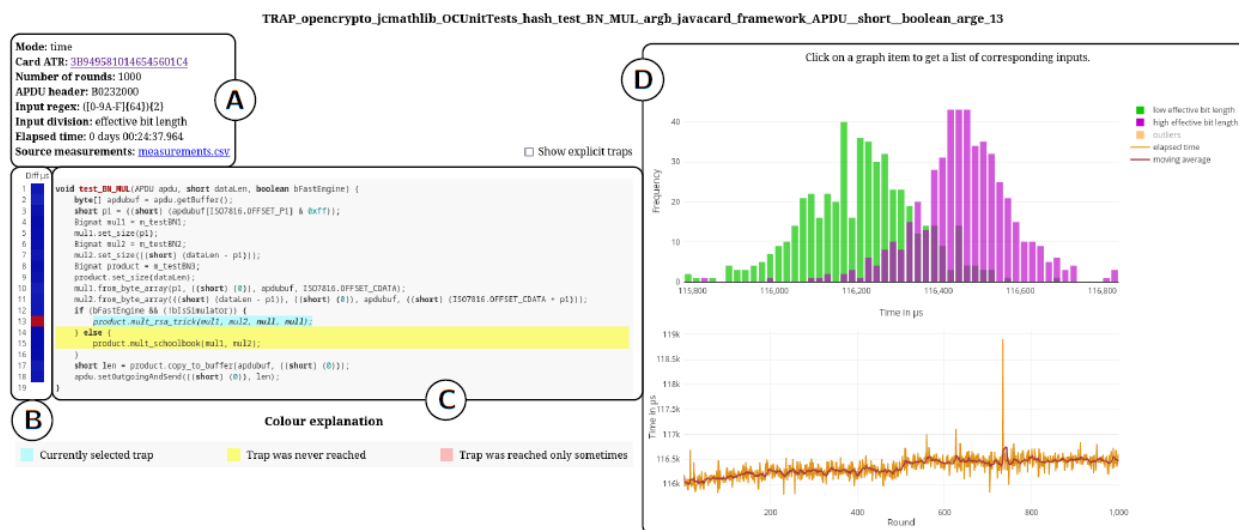 TRAP_opencrypto_jcmathlib_OCUnitTests_hash_test_BN_MUL_argb_javacard_framework_APDU__short__boolean_arge_13
Mode: time
Card ATR: 3B9495810146545601C4
Number of rounds: 1000
APDU header: B0232000
Input regex: ([0-9A-F]{64}){2}
Input division: effective bit length
Elapsed time: 0 days 00:24:37.964
Source measurements: measurements.csv
A
Show explicit traps
Diff μs
1 void test_BN_MUL(APDU apdu, short dataLen, boolean bFastEngine) {
2 byte[] apdubuf = apdu.getBuffer();
3 short p1 = ((short) (apdubuf[ISO7816.OFFSET_P1] & 0xff));
4 Bignat mul1 = m_testBN1;
5 mul1.set_size(p1);
6 Bignat mul2 = m_testBN2;
7 mul2.set_size(((short) (dataLen - p1)));
8 Bignat product = m_testBN3;
9 product.set_size(dataLen);
10 mul1.from_byte_array(p1, ((short) (0)), apdubuf, ISO7816.OFFSET_CDATA);
11 mul2.from_byte_array(((short) (dataLen - p1)), ((short) (0)), apdubuf, ((short) (ISO7816.OFFSET_CDATA + p1)));
12 if (bFastEngine && (!bIsSimulator)) {
13 product.mult_rsa_trick(mul1, mul2, null, null);
14 } else {
15 product.mult_schoolbook(mul1, mul2);
16 }
17 short len = product.copy_to_buffer(apdubuf, ((short) (0)));
18 apdu.setOutgoingAndSend(((short) (0)), len);
19 }
B
C
Colour explanation
Currently selected trap
Trap was never reached
Trap was reached only sometimes
D
Click on a graph item to get a list of corresponding inputs.
low effective bit length
high effective bit length
outliers
elapsed time
moving average
Frequency
40
30
20
10
0
115,800 116,000 116,200 116,400 116,600 116,800
Time in μs
Time in μs
119k
118.5k
118k
117.5k
117k
116.5k
116k
200 400 600 800 1,000
Round